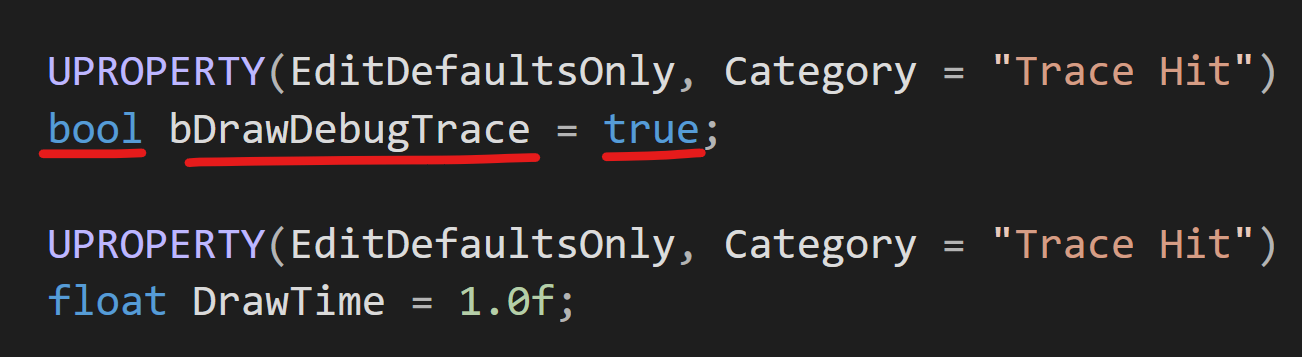 UPROPERTY(EditDefaultsOnly, Category = "Trace Hit")
bool bDrawDebugTrace = true;
UPROPERTY(EditDefaultsOnly, Category = "Trace Hit")
float DrawTime = 1.0f;